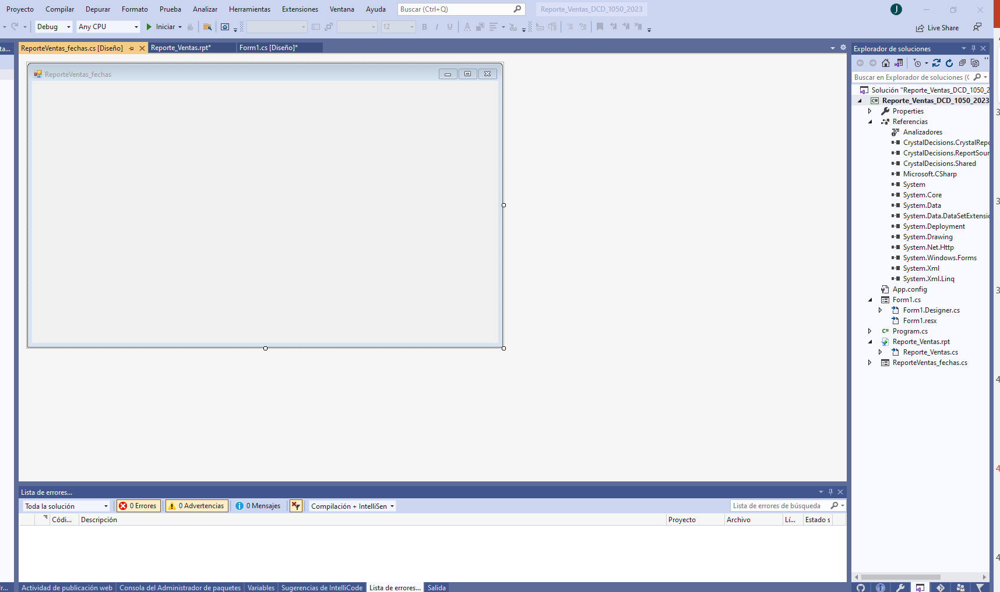 Proyecto Compilar Depurar Formato Prueba Analizar Herramientas Extensiones Ventana Ayuda Buscar (Ctrl+Q) Reporte_Ventas_DCD_1050_2023 J
Debug Any CPU Iniciar 12 B I U A Live Share
ta... ReporteVentas_fechas.cs [Diseño] Reporte_Ventas.rpt* Form1.cs [Diseño]* Explorador de soluciones
ReporteVentas_fechas
Buscar en Explorador de soluciones (
Solución "Reporte_Ventas_DCD_1050_2
C# Reporte_Ventas_DCD_1050_2023
Properties
Referencias
Analizadores
CrystalDecisions.CrystalRepo
CrystalDecisions.ReportSour
CrystalDecisions.Shared
Microsoft.CSharp
System
System.Core
System.Data
System.Data.DataSetExtensio
System.Deployment
System.Drawing
System.Net.Http
System.Windows.Forms
System.Xml
System.Xml.Linq
App.config
Form1.cs
Form1.Designer.cs
Form1.resx
C# Program.cs
Reporte_Ventas.rpt
Reporte_Ventas.cs
ReporteVentas_fechas.cs
3
3
3
4
4
4
Lista de errores...
Toda la solución 0 Errores 0 Advertencias 0 Mensajes Compilación + IntelliSen Lista de errores de búsqueda
Códi... Descripción Proyecto Archivo Lí... Estado s
r... Actividad de publicación web Consola del Administrador de paquetes Variables Sugerencias de IntelliCode Lista de errores... Salida